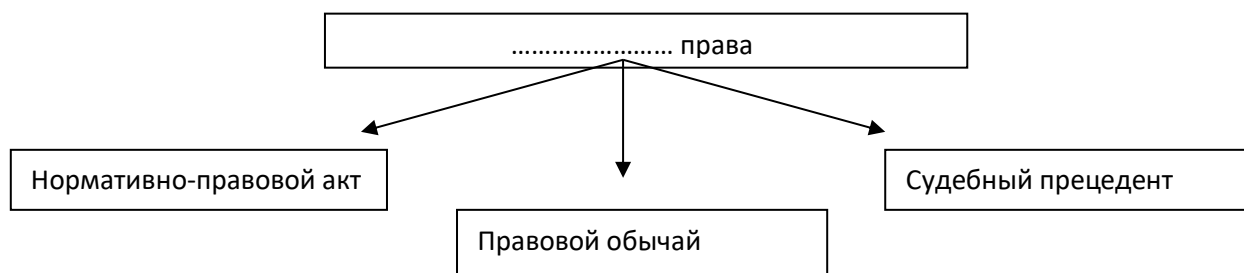 …………………… права
Нормативно-правовой акт
Судебный прецедент
Правовой обычай